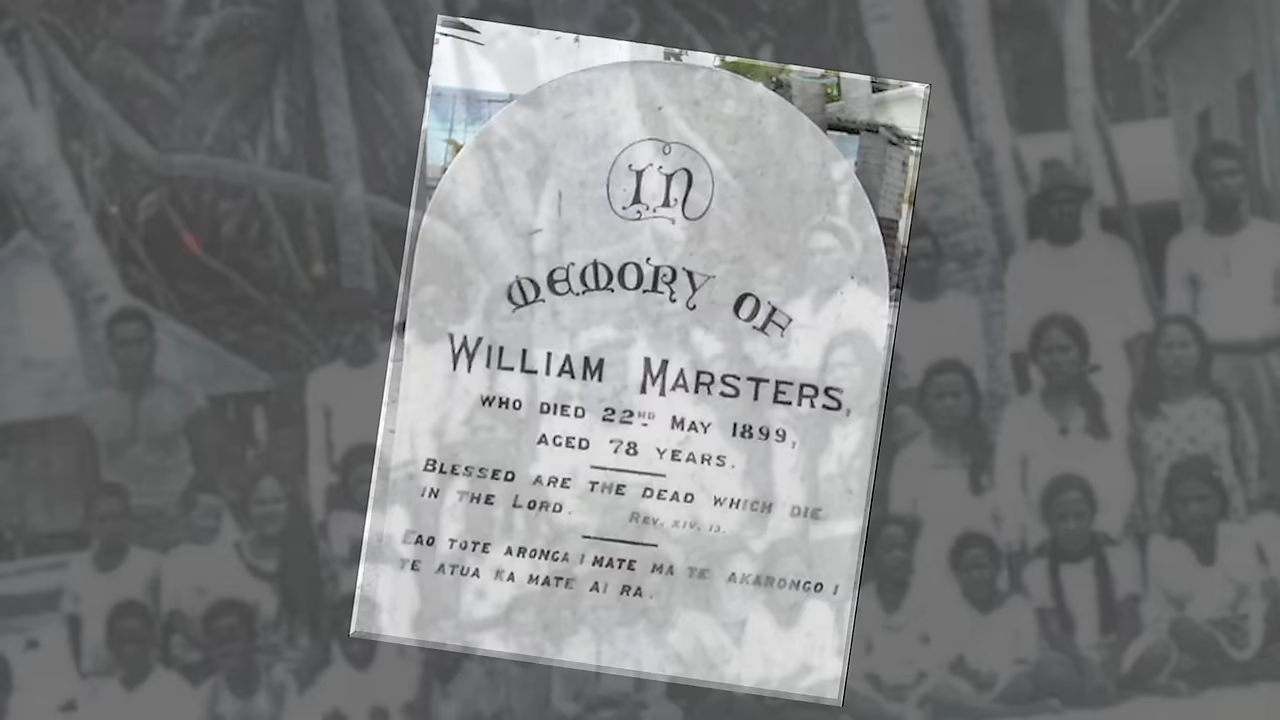 IN
MEMORY OF
WILLIAM MARSTERS,
WHO DIED 22ND MAY 1899,
AGED 78 YEARS.
BLESSED ARE THE DEAD WHICH DIE
IN THE LORD. REV. XIV. 13.
EAO TOTE ARONGA I MATE MA TE AKARONGO I
TE ATUA KA MATE AI RA.